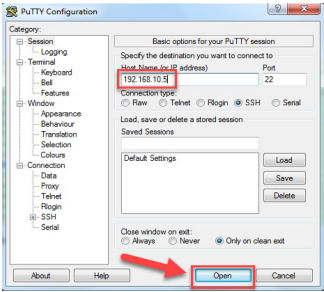 PuTTY Configuration
Category:
Session
Logging
Terminal
Keyboard
Bell
Features
Window
Appearance
Behaviour
Translation
Selection
Colours
Connection
Data
Proxy
Telnet
Rlogin
SSH
Serial
Basic options for your PuTTY session
Specify the destination you want to connect to
Host Name (or IP address) Port
192.168.10.5 22
Connection type:
Raw Telnet Rlogin SSH Serial
Load, save or delete a stored session
Saved Sessions
Default Settings
Load
Save
Delete
Close window on exit:
Always Never Only on clean exit
About Help Open Cancel